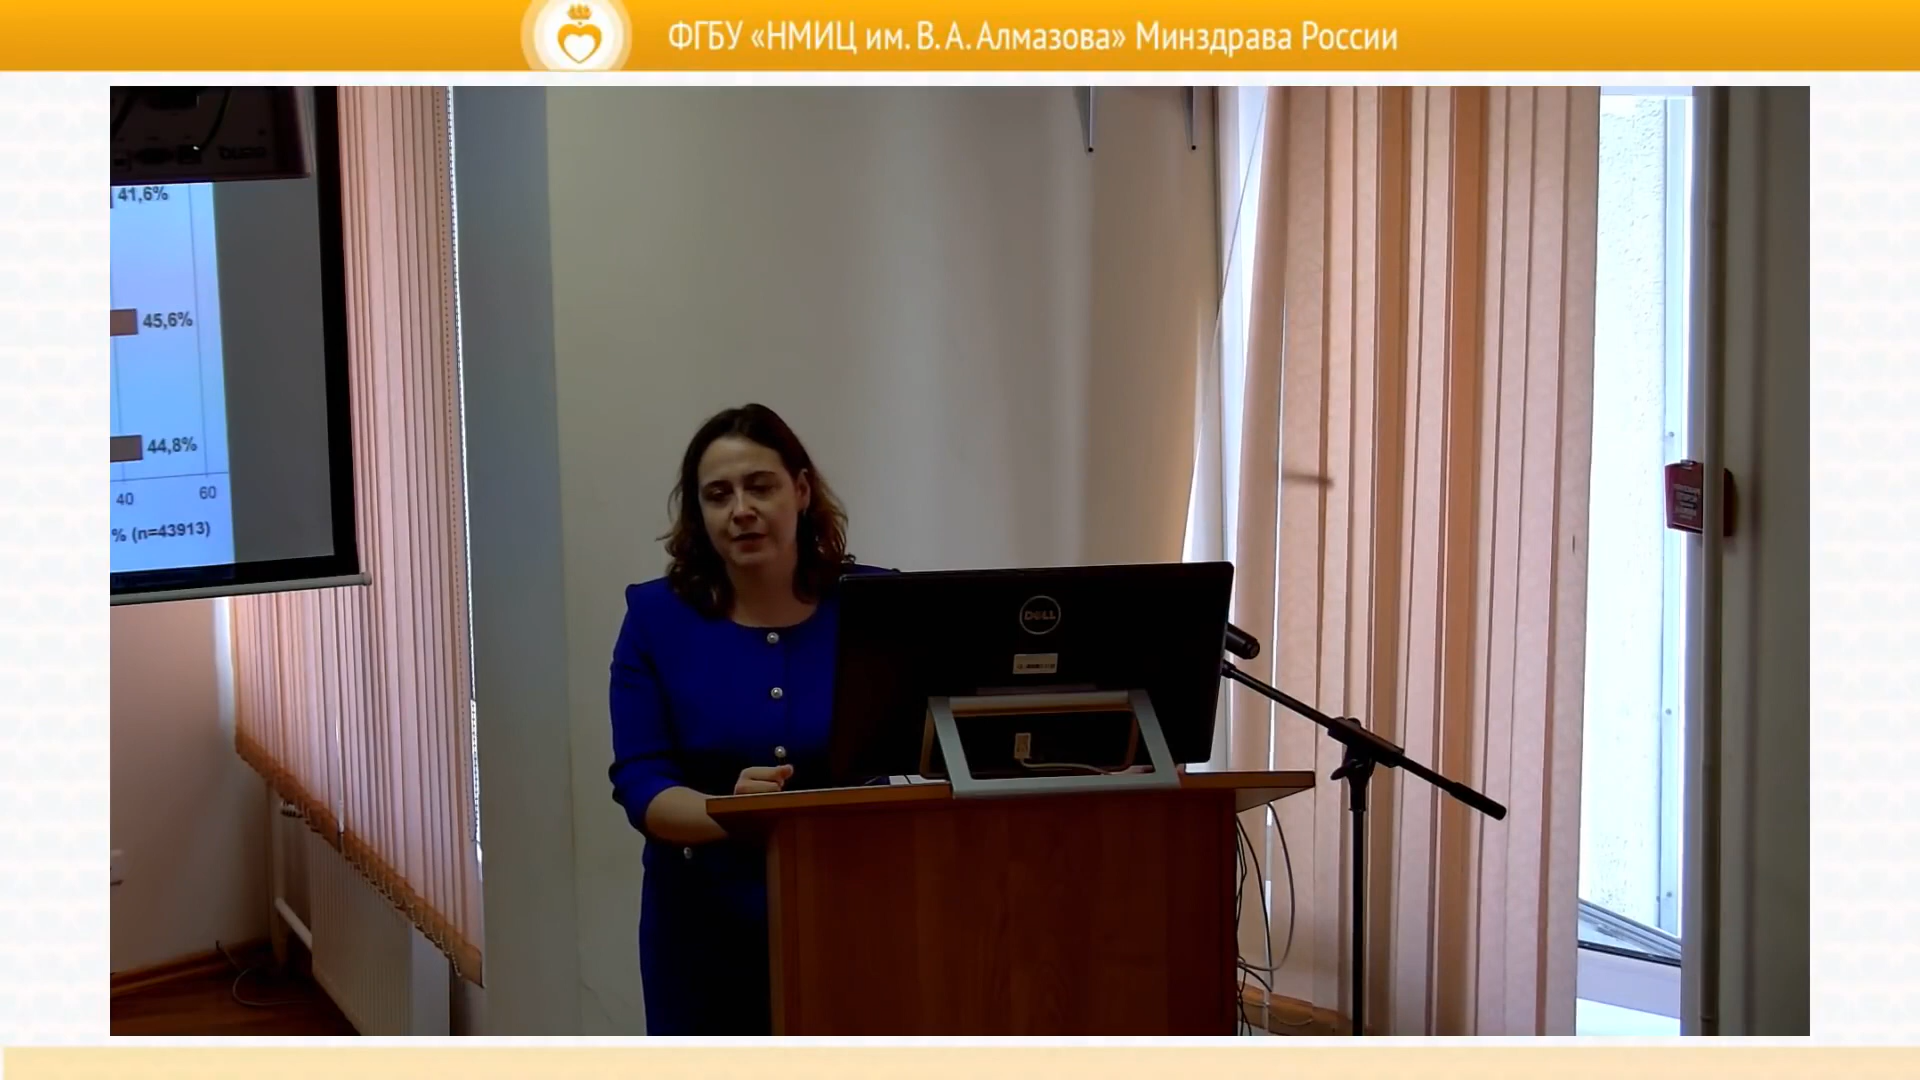 ФГБУ «НМИЦ им. В. А. Алмазова» Минздрава России
41,6%
45,6%
44,8%
40 60
% (n=43913)
DELL